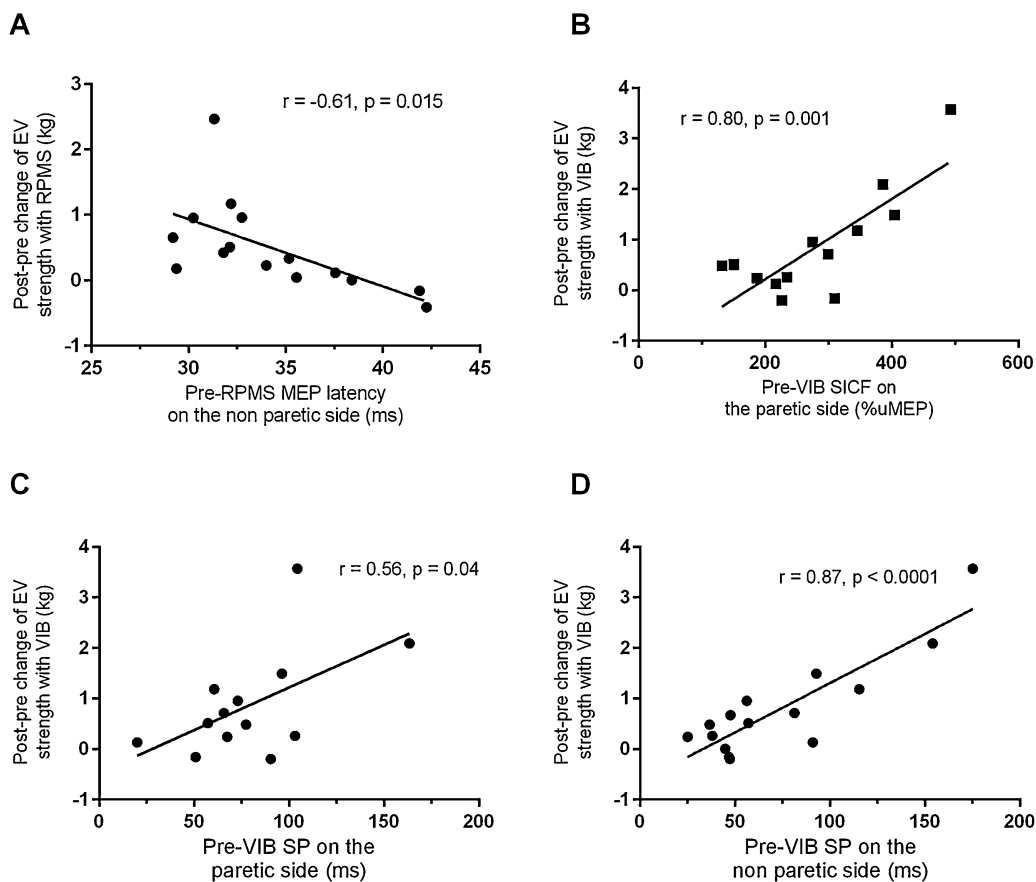 A
r = -0.61, p = 0.015
Post-pre change of EV
strength with RPMS (kg)
3
2
1
0
-1
25
30
35
40
45
Pre-RPMS MEP latency
on the non paretic side (ms)
B
r = 0.80, p = 0.001
Post-pre change of EV
strength with VIB (kg)
4
3
2
1
0
-1
0
200
400
600
Pre-VIB SICF on
the paretic side (%uMEP)
C
r = 0.56, p = 0.04
Post-pre change of EV
strength with VIB (kg)
4
3
2
1
0
-1
0
50
100
150
200
Pre-VIB SP on the
paretic side (ms)
D
r = 0.87, p < 0.0001
Post-pre change of EV
strength with VIB (kg)
4
3
2
1
0
-1
0
50
100
150
200
Pre-VIB SP on the
non paretic side (ms)